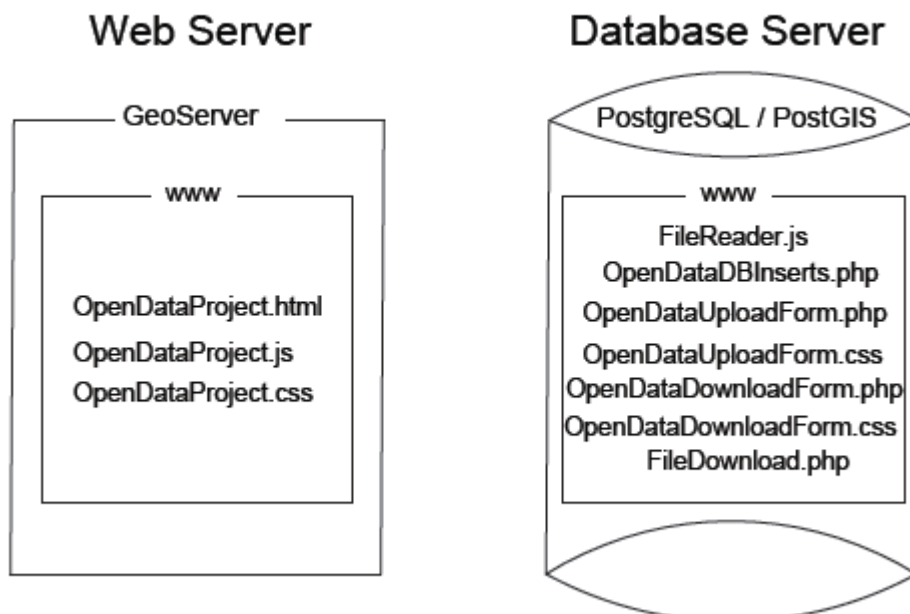 Web Server
GeoServer
www
OpenDataProject.html
OpenDataProject.js
OpenDataProject.css
Database Server
PostgreSQL / PostGIS
www
FileReader.js
OpenDataDBInserts.php
OpenDataUploadForm.php
OpenDataUploadForm.css
OpenDataDownloadForm.php
OpenDataDownloadForm.css
FileDownload.php